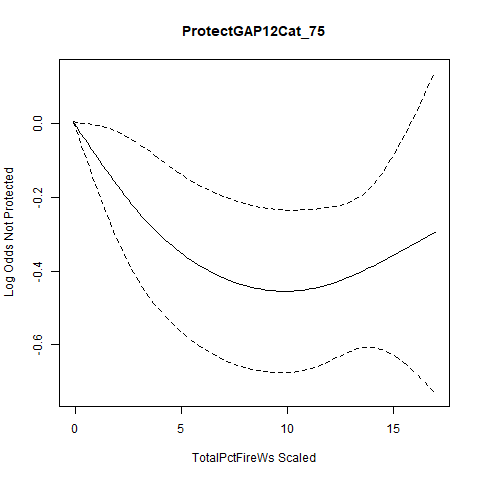 ProtectGAP12Cat_75
Log Odds Not Protected
0.0
-0.2
-0.4
-0.6
0 5 10 15
TotalPctFireWs Scaled